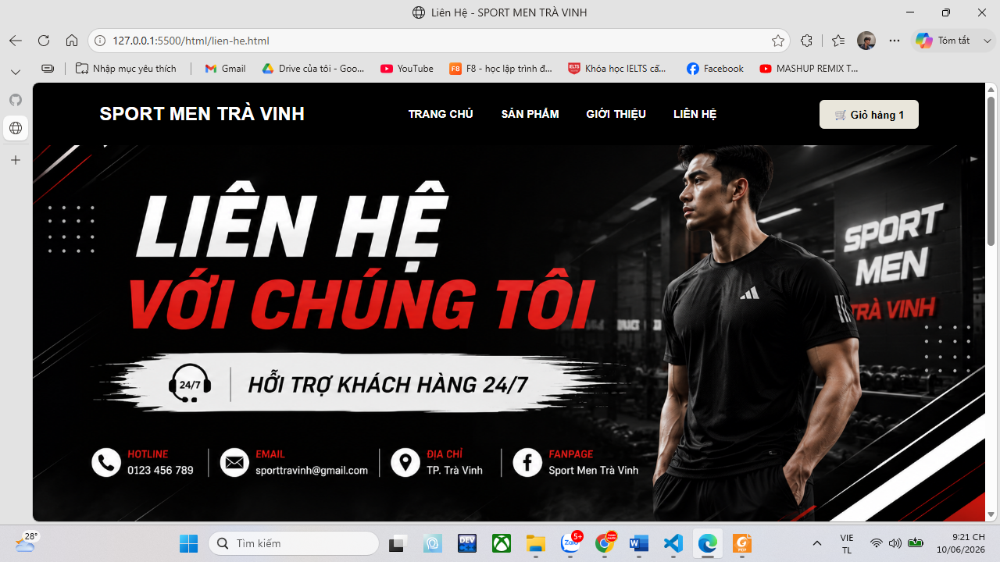 Liên Hệ - SPORT MEN TRÀ VINH
127.0.0.1:5500/html/lien-he.html
Tóm tắt
Nhập mục yêu thích
Gmail
Drive của tôi - Goo...
YouTube
F8 - học lập trình đ...
Khóa học IELTS cấ...
Facebook
MASHUP REMIX T...
SPORT MEN TRÀ VINH
TRANG CHỦ
SẢN PHẨM
GIỚI THIỆU
LIÊN HỆ
🛒 Giỏ hàng 1
LIÊN HỆ
VỚI CHÚNG TÔI
24/7
HỖI TRỢ KHÁCH HÀNG 24/7
HOTLINE
0123 456 789
EMAIL
sporttravinh@gmail.com
ĐỊA CHỈ
TP. Trà Vinh
FANPAGE
Sport Men Trà Vinh
SPORT
MEN
TRÀ VINH
28°
Tìm kiếm
DEV
Zalo
5+
PDF
VIE
TL
9:21 CH
10/06/2026